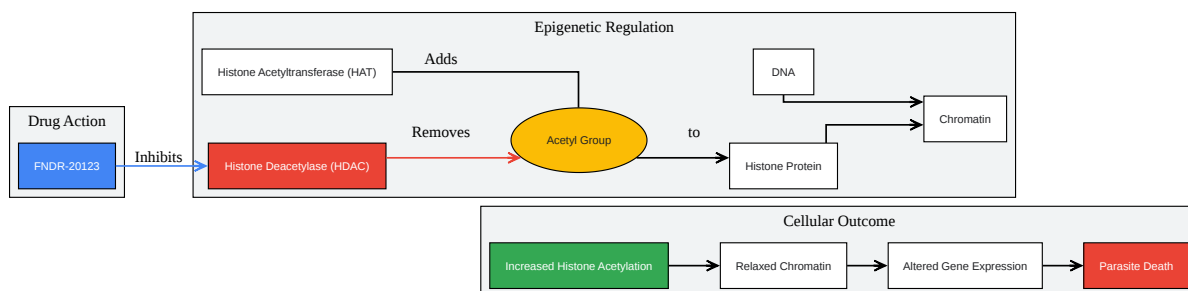 Epigenetic Regulation
Histone Acetyltransferase (HAT)
Adds
DNA
Drug Action
FNDR-20123
Inhibits
Histone Deacetylase (HDAC)
Removes
Acetyl Group
to
Histone Protein
Chromatin
Cellular Outcome
Increased Histone Acetylation
Relaxed Chromatin
Altered Gene Expression
Parasite Death